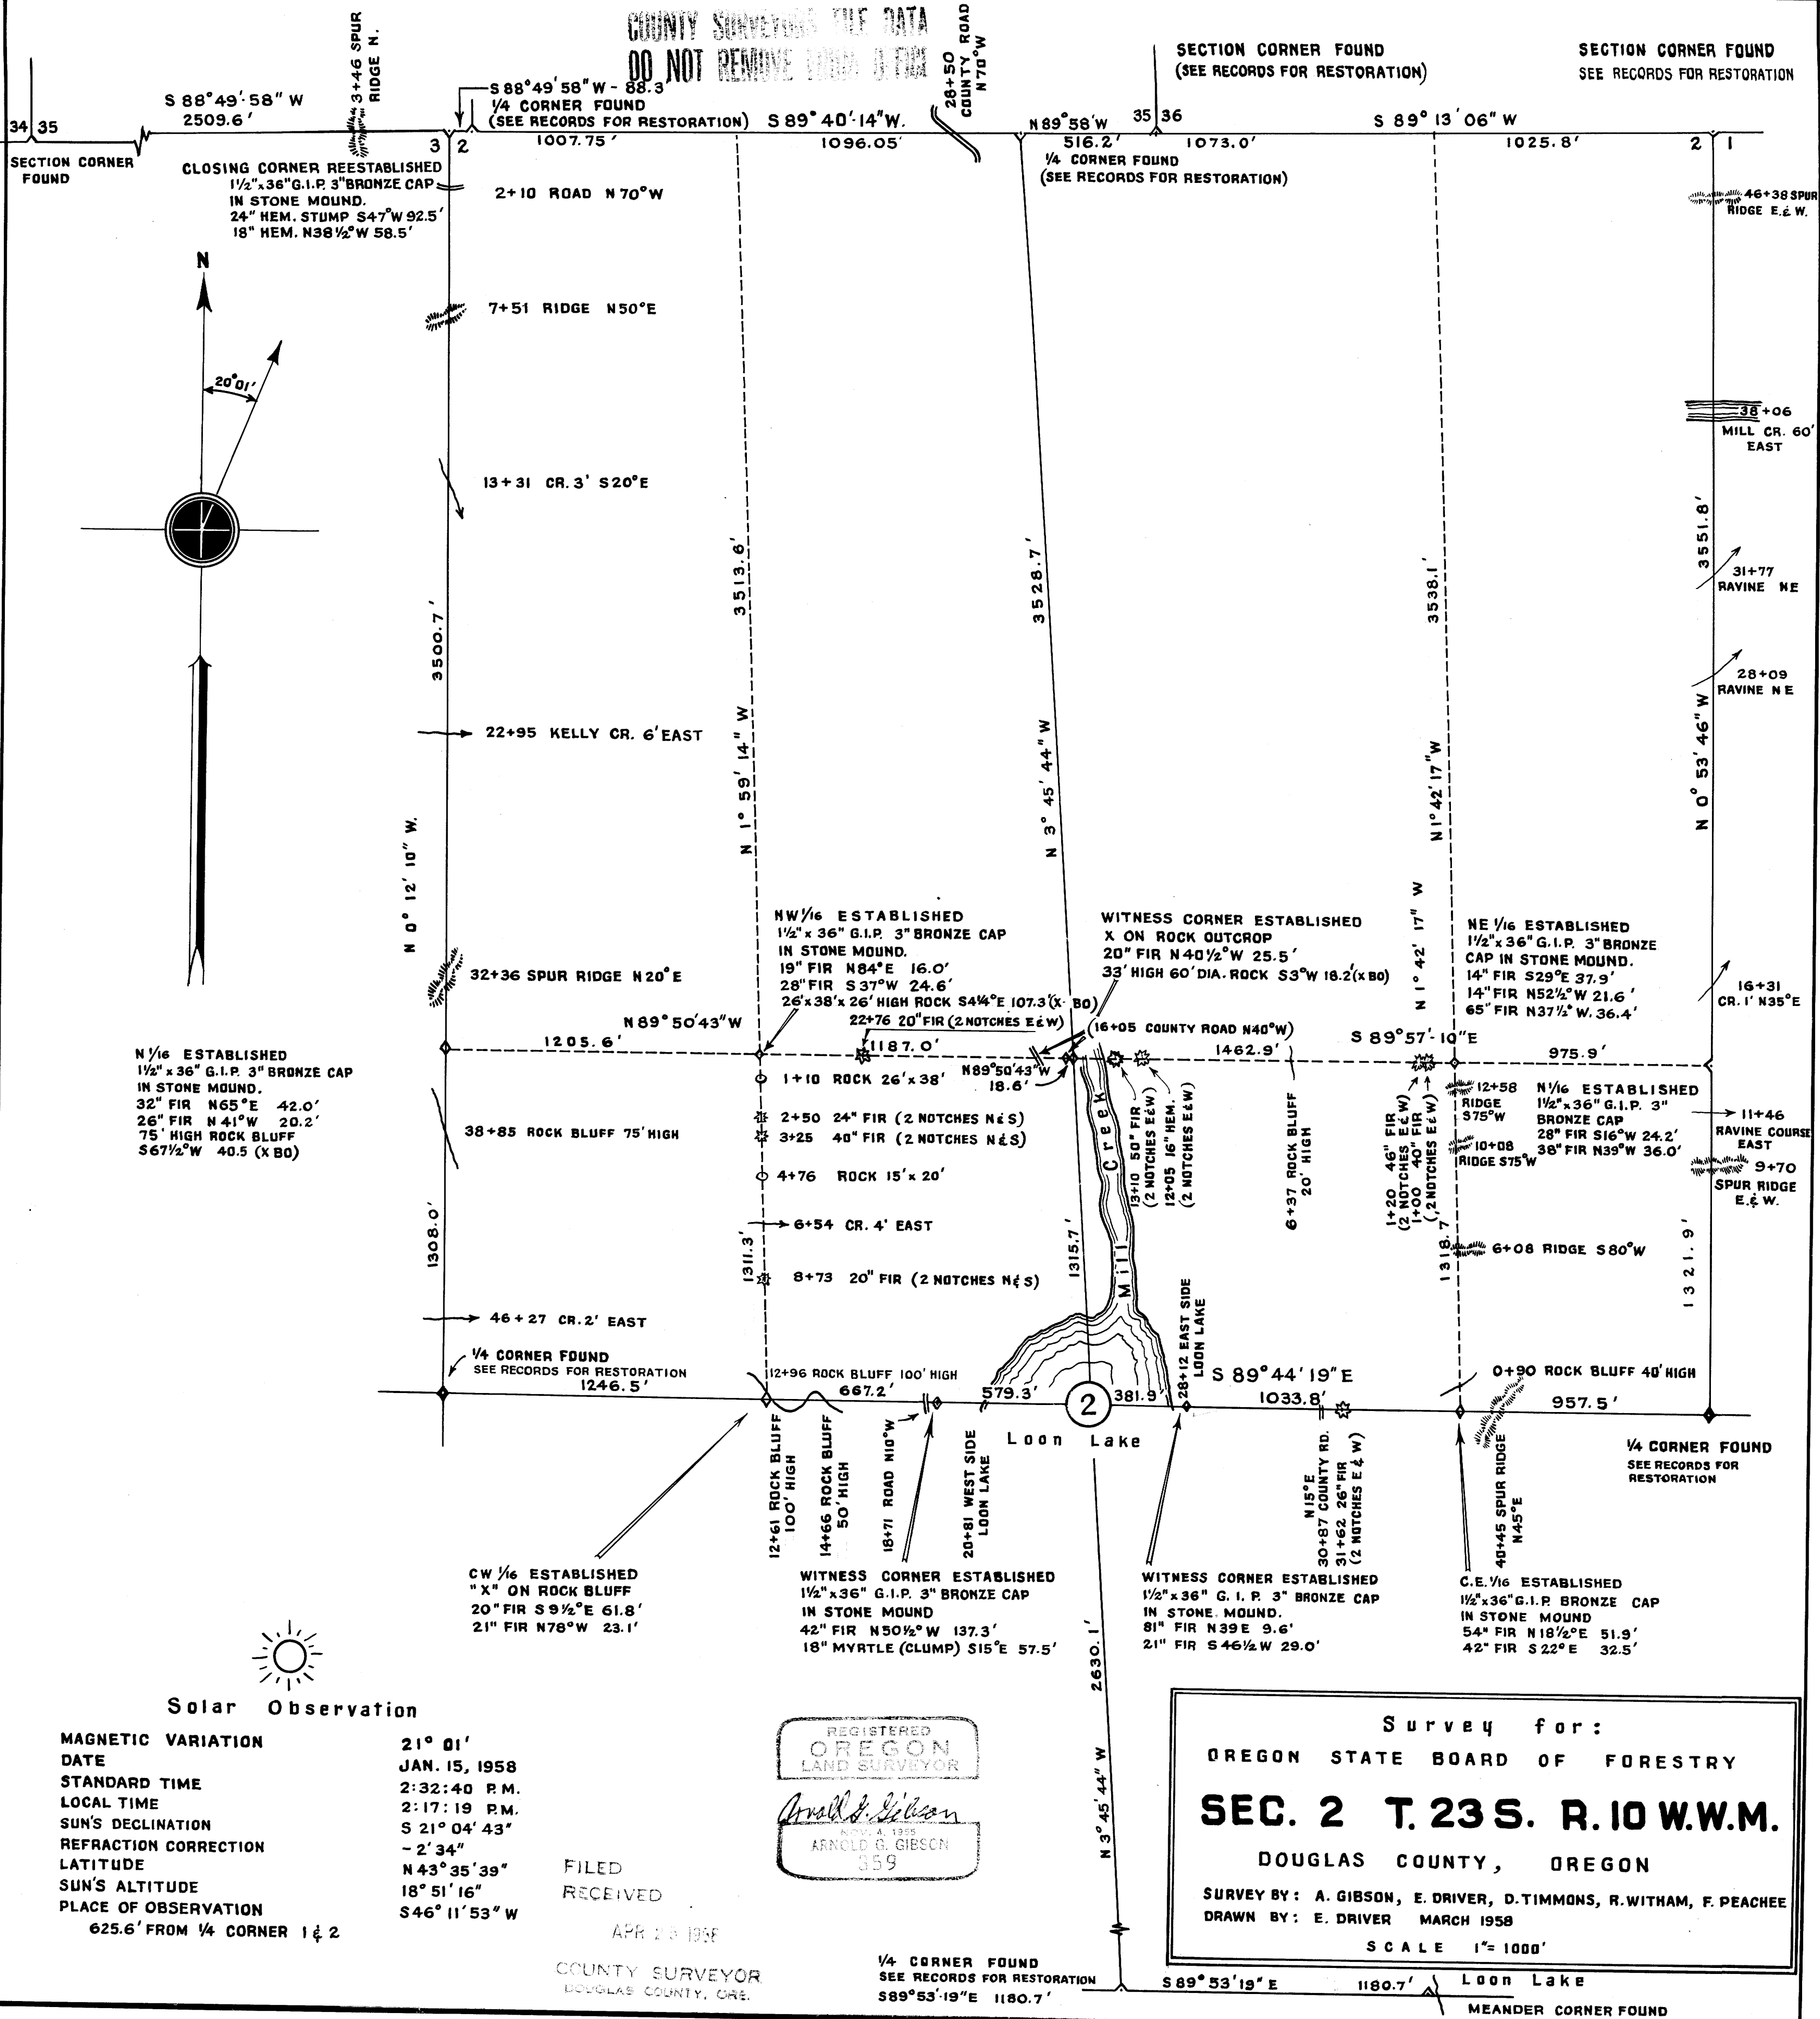 COUNTY SURVEYORS FILE DATA
DO NOT REMOVE
3+46 SPUR
RIDGE N.
28+50
COUNTY ROAD
N 70° W
SECTION CORNER FOUND
(SEE RECORDS FOR RESTORATION)
SECTION CORNER FOUND
SEE RECORDS FOR RESTORATION
S 88° 49' 58" W
2509.6'
S 88° 49' 58" W - 88.3
1/4 CORNER FOUND
(SEE RECORDS FOR RESTORATION)
S 89° 40' 14" W.
N 89° 58' W
35 36
S 89° 13' 06" W
34 35
3 2
1007.75'
1096.05'
516.2'
1073.0'
1025.8'
2 1
SECTION CORNER
FOUND
1/4 CORNER FOUND
(SEE RECORDS FOR RESTORATION)
CLOSING CORNER REESTABLISHED
1½" x 36" G.I.P. 3" BRONZE CAP
IN STONE MOUND.
24" HEM. STUMP S47°W 92.5'
18" HEM. N38½°W 58.5'
2+10 ROAD N 70° W
46+38 SPUR
RIDGE E. & W.
N
20° 01'
7+51 RIDGE N50°E
13+31 CR. 3' S20°E
38+06
MILL CR. 60'
EAST
3500.7'
3513.6'
3528.7'
3538.1'
3551.8'
31+77
RAVINE NE
28+09
RAVINE NE
22+95 KELLY CR. 6' EAST
N 0° 12' 10" W.
N 1° 59' 14" W
N 3° 45' 44" W
N 1° 42' 17" W
N 0° 53' 46" W
32+36 SPUR RIDGE N 20° E
NW 1/16 ESTABLISHED
1½" x 36" G.I.P. 3" BRONZE CAP
IN STONE MOUND.
19" FIR N84°E 16.0'
28" FIR S 37°W 24.6'
26'x38'x 26' HIGH ROCK S4¼°E 107.3' (X BO)
WITNESS CORNER ESTABLISHED
X ON ROCK OUTCROP
20" FIR N 40½°W 25.5'
33' HIGH 60' DIA. ROCK S3°W 18.2' (X BO)
N 1° 42' 17" W
NE 1/16 ESTABLISHED
1½" x 36" G.I.P. 3" BRONZE
CAP IN STONE MOUND.
14" FIR S29°E 37.9'
14" FIR N52½°W 21.6'
65" FIR N37½°W. 36.4'
16+31
CR. 1' N35°E
N 89° 50' 43" W
22+76 20" FIR (2 NOTCHES E & W)
(16+05 COUNTY ROAD N40°W)
S 89° 57' 10" E
1205.6'
1187.0'
N 89° 50' 43" W
18.6'
1462.9'
975.9'
N 1/16 ESTABLISHED
1½" x 36" G.I.P. 3" BRONZE CAP
IN STONE MOUND.
32" FIR N65°E 42.0'
26" FIR N 41°W 20.2'
75' HIGH ROCK BLUFF
S67½°W 40.5 (X BO)
38+85 ROCK BLUFF 75' HIGH
1+10 ROCK 26' x 38'
2+50 24" FIR (2 NOTCHES N & S)
3+25 40" FIR (2 NOTCHES N & S)
4+76 ROCK 15' x 20'
6+54 CR. 4' EAST
8+73 20" FIR (2 NOTCHES N & S)
Mill Creek
13+10 50" FIR
(2 NOTCHES E & W)
12+05 16" HEM.
(2 NOTCHES E & W)
6+37 ROCK BLUFF
20' HIGH
1+20 46" FIR
(2 NOTCHES E & W)
1+00 40" FIR
(2 NOTCHES E & W)
12+58
RIDGE
S75°W
10+08
RIDGE S75°W
N 1/16 ESTABLISHED
1½" x 36" G.I.P. 3"
BRONZE CAP
28" FIR S16°W 24.2'
38" FIR N39°W 36.0'
11+46
RAVINE COURSE
EAST
9+70
SPUR RIDGE
E. & W.
6+08 RIDGE S80°W
1308.0'
1311.3'
1315.7'
1318.7
1321.9'
46+27 CR. 2' EAST
1/4 CORNER FOUND
SEE RECORDS FOR RESTORATION
1246.5'
12+96 ROCK BLUFF 100' HIGH
667.2'
579.3'
2
381.9'
28+12 EAST SIDE
LOON LAKE
S 89° 44' 19" E
1033.8'
0+90 ROCK BLUFF 40' HIGH
957.5'
Loon Lake
1/4 CORNER FOUND
SEE RECORDS FOR
RESTORATION
12+61 ROCK BLUFF
100' HIGH
14+66 ROCK BLUFF
50' HIGH
18+71 ROAD N10°W
20+81 WEST SIDE
LOON LAKE
N 15° E
30+87 COUNTY RD.
31+62 26" FIR
(2 NOTCHES E & W)
40+45 SPUR RIDGE
N45°E
CW 1/16 ESTABLISHED
"X" ON ROCK BLUFF
20" FIR S 9½°E 61.8'
21" FIR N78°W 23.1'
WITNESS CORNER ESTABLISHED
1½" x 36" G.I.P. 3" BRONZE CAP
IN STONE MOUND
42" FIR N50½°W 137.3'
18" MYRTLE (CLUMP) S15°E 57.5'
WITNESS CORNER ESTABLISHED
1½" x 36" G. I. P. 3" BRONZE CAP
IN STONE. MOUND.
81" FIR N39E 9.6'
21" FIR S 46½W 29.0'
C.E. 1/16 ESTABLISHED
1½" x 36" G.I.P. BRONZE CAP
IN STONE MOUND
54" FIR N18½°E 51.9'
42" FIR S 22° E 32.5'
2630.1'
N 3° 45' 44" W
Solar Observation
MAGNETIC VARIATION 21° 01'
DATE JAN. 15, 1958
STANDARD TIME 2:32:40 P.M.
LOCAL TIME 2:17:19 P.M.
SUN'S DECLINATION S 21° 04' 43"
REFRACTION CORRECTION - 2' 34"
LATITUDE N 43° 35' 39"
SUN'S ALTITUDE 18° 51' 16"
PLACE OF OBSERVATION S 46° 11' 53" W
625.6' FROM 1/4 CORNER 1 & 2
REGISTERED
OREGON
LAND SURVEYOR
Arnold G. Gibson
NOV. 4, 1955
ARNOLD G. GIBSON
359
FILED
RECEIVED
APR 1958
COUNTY SURVEYOR
DOUGLAS COUNTY, ORE.
Survey for:
OREGON STATE BOARD OF FORESTRY
SEC. 2 T. 23 S. R. 10 W.W.M.
DOUGLAS COUNTY, OREGON
SURVEY BY: A. GIBSON, E. DRIVER, D. TIMMONS, R. WITHAM, F. PEACHEE
DRAWN BY: E. DRIVER MARCH 1958
SCALE 1"= 1000'
1/4 CORNER FOUND
SEE RECORDS FOR RESTORATION
S 89° 53' 19" E 1180.7'
S 89° 53' 19" E 1180.7'
Loon Lake
MEANDER CORNER FOUND